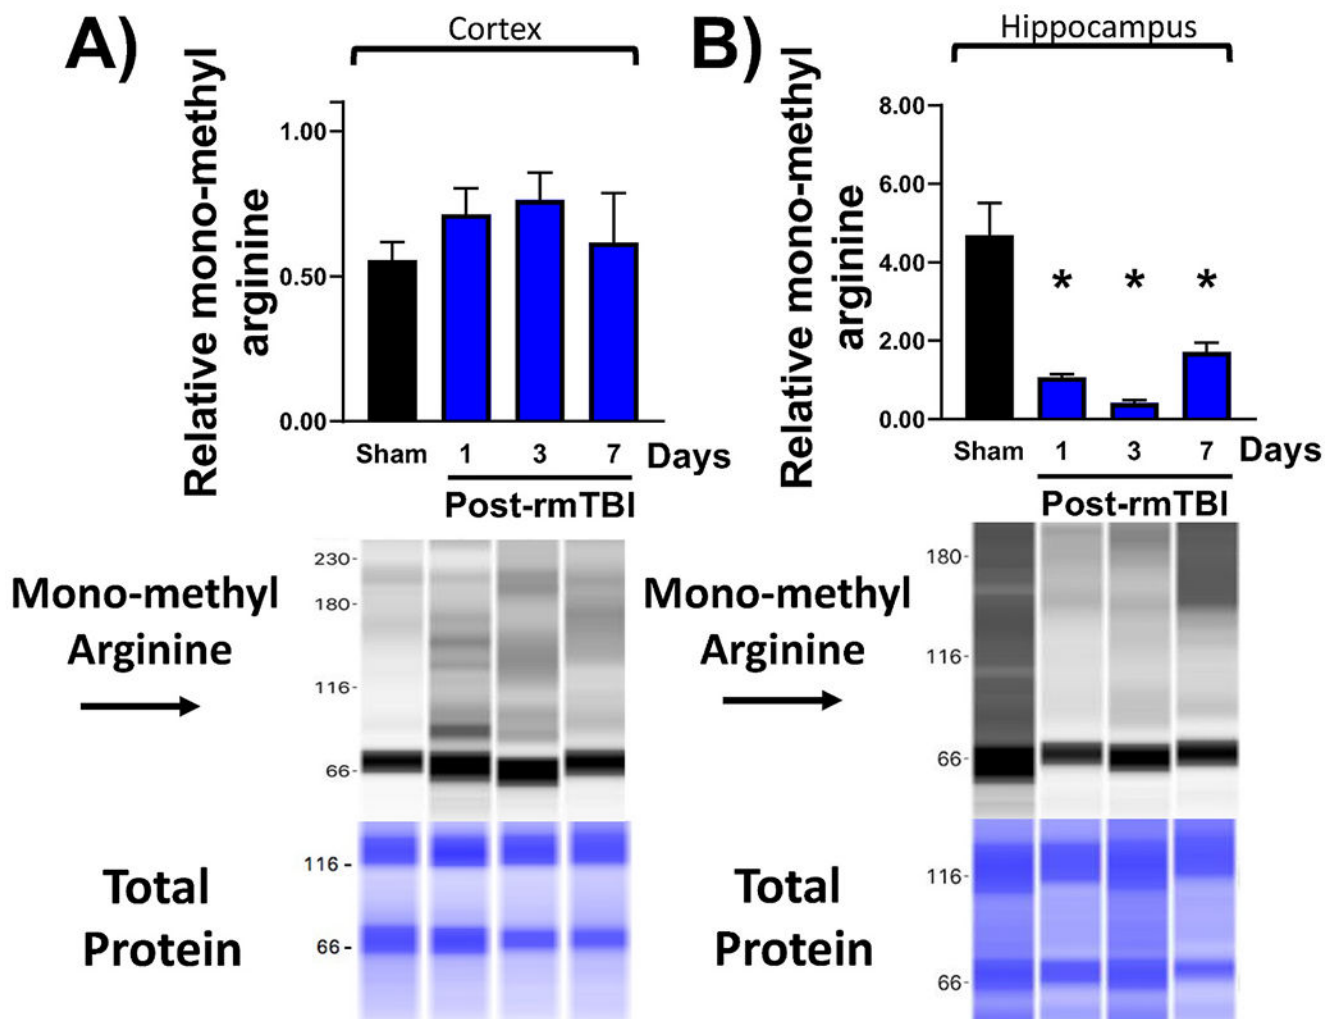 A)
Cortex
Relative mono-methyl
arginine
1.00
0.50
0.00
Sham 1 3 7 Days
Post-rmTBI
Mono-methyl
Arginine
230-
180-
116-
66-
Total
Protein
116 -
66 -
B)
Hippocampus
Relative mono-methyl
arginine
8.00
6.00
4.00
2.00
0.00
* * *
Sham 1 3 7 Days
Post-rmTBI
Mono-methyl
Arginine
180-
116-
66-
Total
Protein
116-
66-